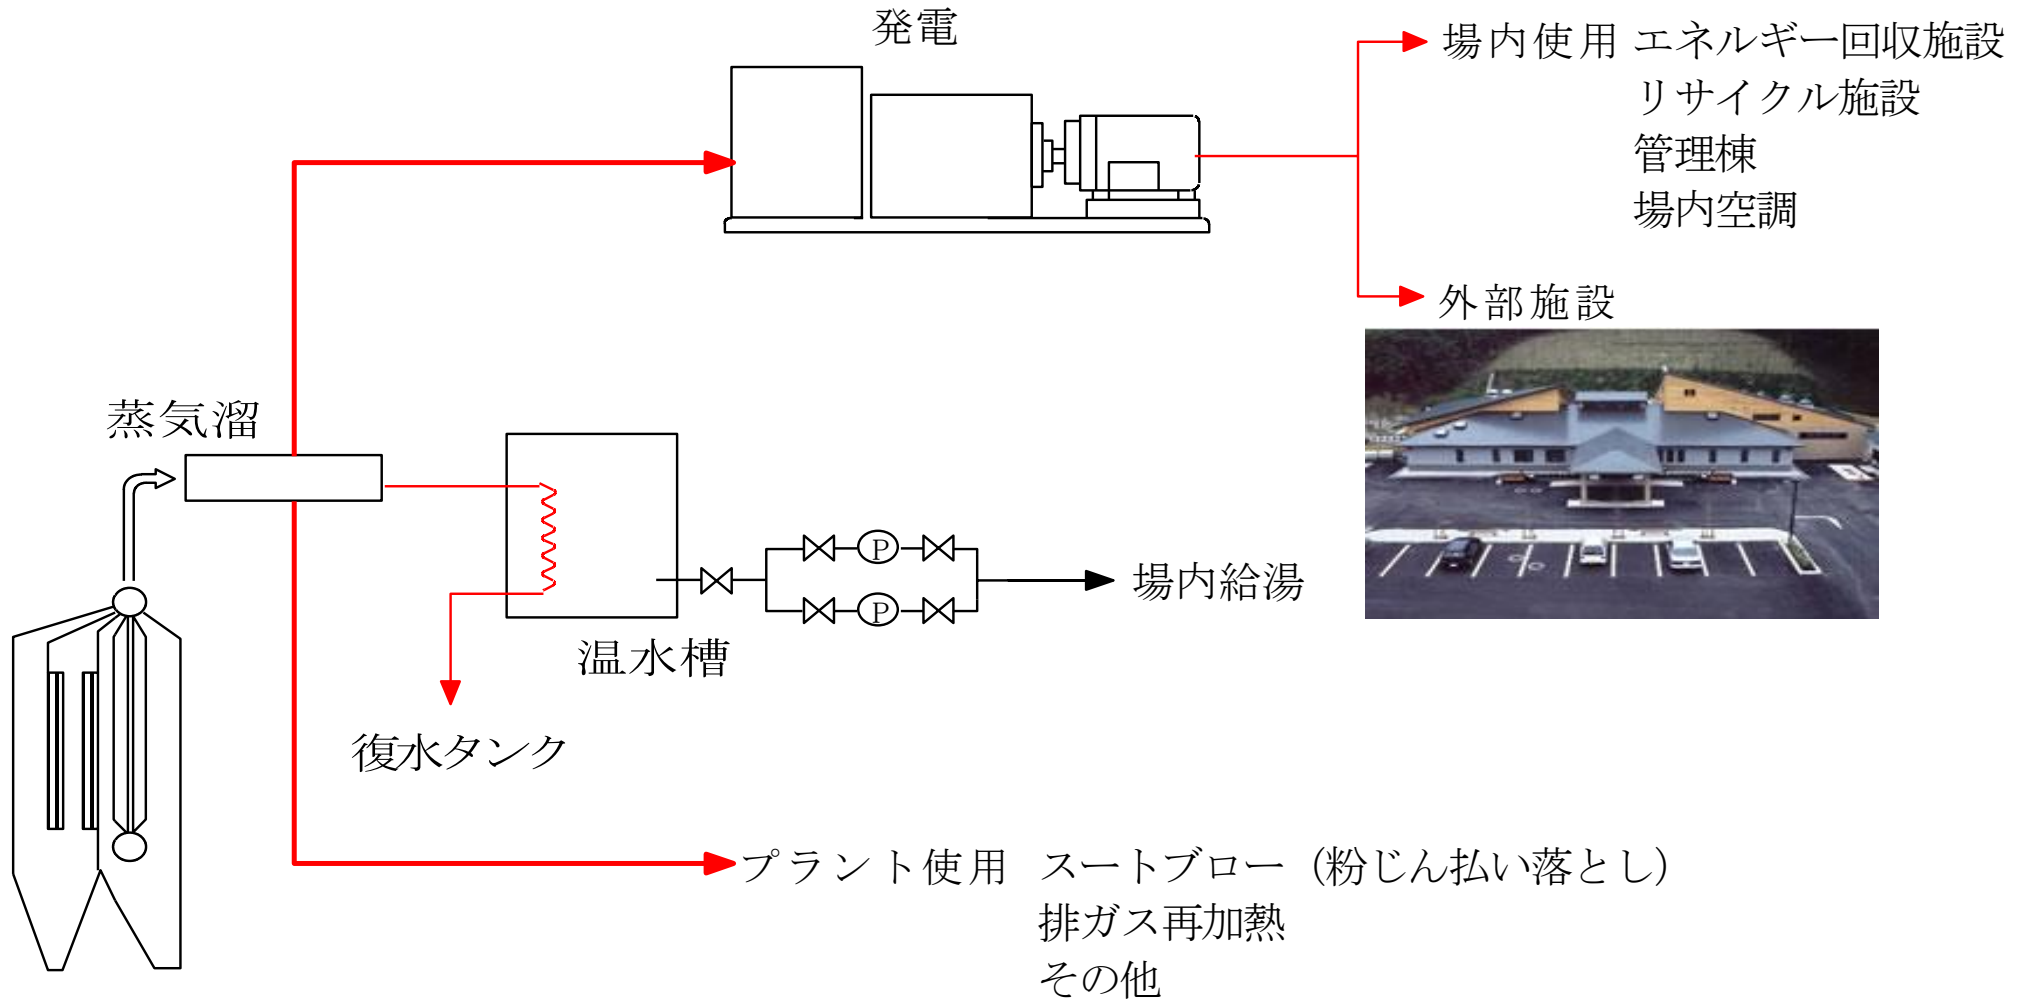 発電
場内使用 エネルギー回収施設
リサイクル施設
管理棟
場内空調
外部施設
蒸気溜
P
P
場内給湯
温水槽
復水タンク
プラント使用 スートブロー (粉じん払い落とし)
排ガス再加熱
その他